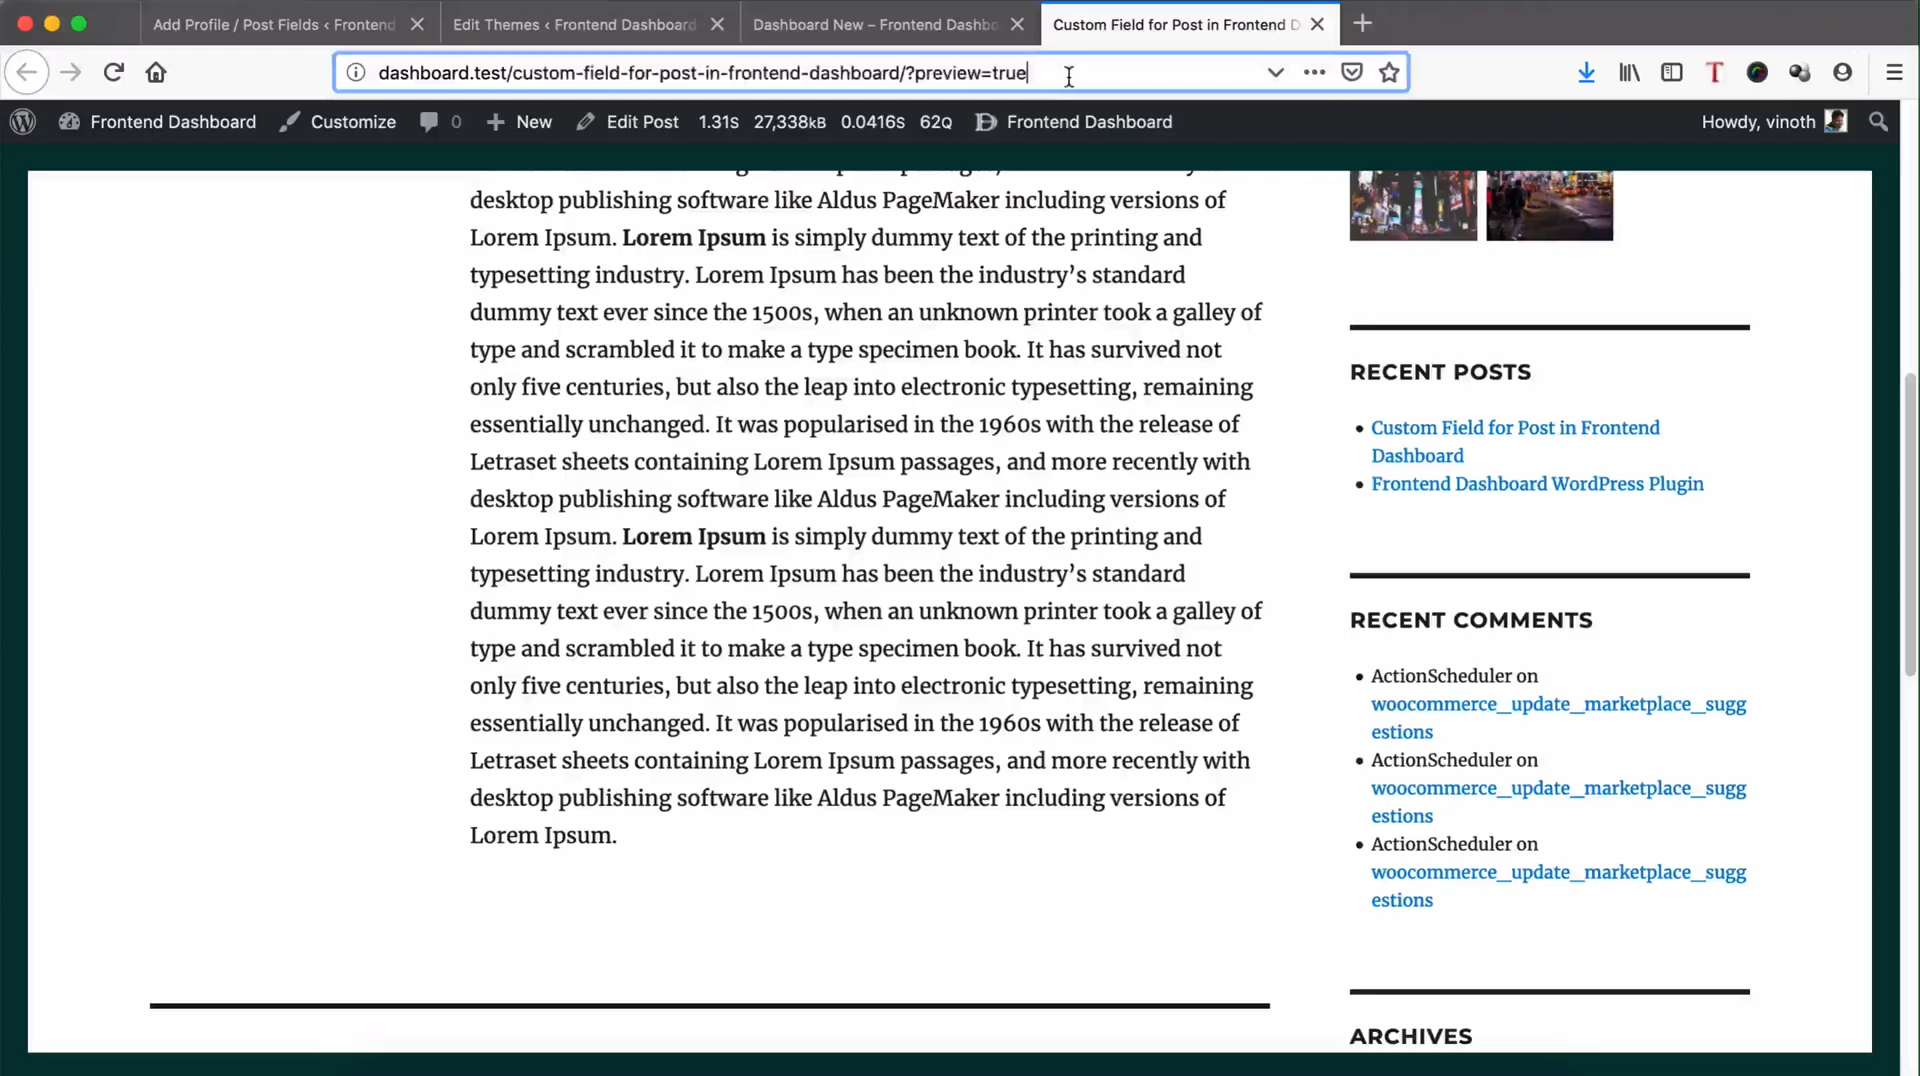 Add Profile / Post Fields ‹ Frontend
Edit Themes ‹ Frontend Dashboard
Dashboard New – Frontend Dashbo
Custom Field for Post in Frontend D
dashboard.test/custom-field-for-post-in-frontend-dashboard/?preview=true
Frontend Dashboard
Customize
0
New
Edit Post
1.31S 27,338KB 0.0416S 62Q
Frontend Dashboard
Howdy, vinoth
desktop publishing software like Aldus PageMaker including versions of
Lorem Ipsum. Lorem Ipsum is simply dummy text of the printing and
typesetting industry. Lorem Ipsum has been the industry’s standard
dummy text ever since the 1500s, when an unknown printer took a galley of
type and scrambled it to make a type specimen book. It has survived not
only five centuries, but also the leap into electronic typesetting, remaining
essentially unchanged. It was popularised in the 1960s with the release of
Letraset sheets containing Lorem Ipsum passages, and more recently with
desktop publishing software like Aldus PageMaker including versions of
Lorem Ipsum. Lorem Ipsum is simply dummy text of the printing and
typesetting industry. Lorem Ipsum has been the industry’s standard
dummy text ever since the 1500s, when an unknown printer took a galley of
type and scrambled it to make a type specimen book. It has survived not
only five centuries, but also the leap into electronic typesetting, remaining
essentially unchanged. It was popularised in the 1960s with the release of
Letraset sheets containing Lorem Ipsum passages, and more recently with
desktop publishing software like Aldus PageMaker including versions of
Lorem Ipsum.
RECENT POSTS
Custom Field for Post in Frontend
Dashboard
Frontend Dashboard WordPress Plugin
RECENT COMMENTS
ActionScheduler on
woocommerce_update_marketplace_sugg
estions
ActionScheduler on
woocommerce_update_marketplace_sugg
estions
ActionScheduler on
woocommerce_update_marketplace_sugg
estions
ARCHIVES